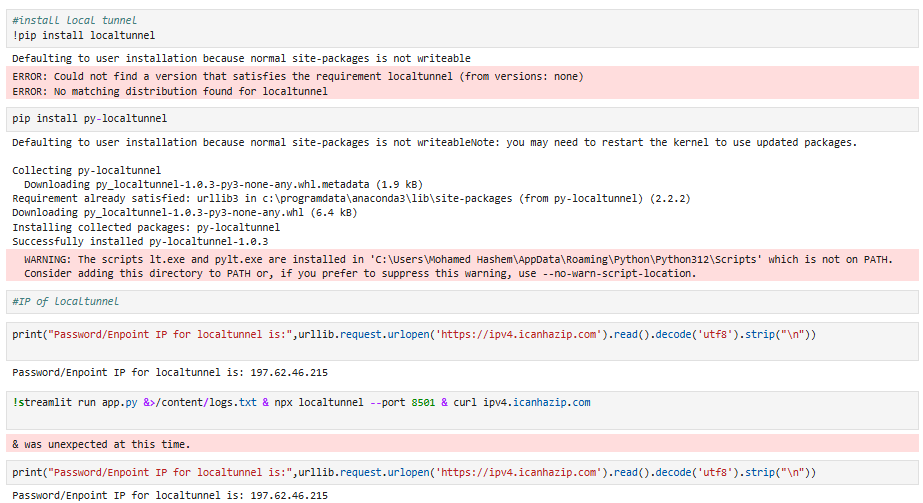 #install local tunnel
!pip install localtunnel
Defaulting to user installation because normal site-packages is not writeable
ERROR: Could not find a version that satisfies the requirement localtunnel (from versions: none)
ERROR: No matching distribution found for localtunnel
pip install py-localtunnel
Defaulting to user installation because normal site-packages is not writeableNote: you may need to restart the kernel to use updated packages.
Collecting py-localtunnel
Downloading py_localtunnel-1.0.3-py3-none-any.whl.metadata (1.9 kB)
Requirement already satisfied: urllib3 in c:\programdata\anaconda3\lib\site-packages (from py-localtunnel) (2.2.2)
Downloading py_localtunnel-1.0.3-py3-none-any.whl (6.4 kB)
Installing collected packages: py-localtunnel
Successfully installed py-localtunnel-1.0.3
WARNING: The scripts lt.exe and pylt.exe are installed in 'C:\Users\Mohamed Hashem\AppData\Roaming\Python\Python312\Scripts' which is not on PATH.
Consider adding this directory to PATH or, if you prefer to suppress this warning, use --no-warn-script-location.
#IP of localtunnel
print("Password/Enpoint IP for localtunnel is:",urllib.request.urlopen('https://ipv4.icanhazip.com').read().decode('utf8').strip("\n"))
Password/Enpoint IP for localtunnel is: 197.62.46.215
!streamlit run app.py &>/content/logs.txt & npx localtunnel --port 8501 & curl ipv4.icanhazip.com
& was unexpected at this time.
print("Password/Enpoint IP for localtunnel is:",urllib.request.urlopen('https://ipv4.icanhazip.com').read().decode('utf8').strip("\n"))
Password/Enpoint IP for localtunnel is: 197.62.46.215